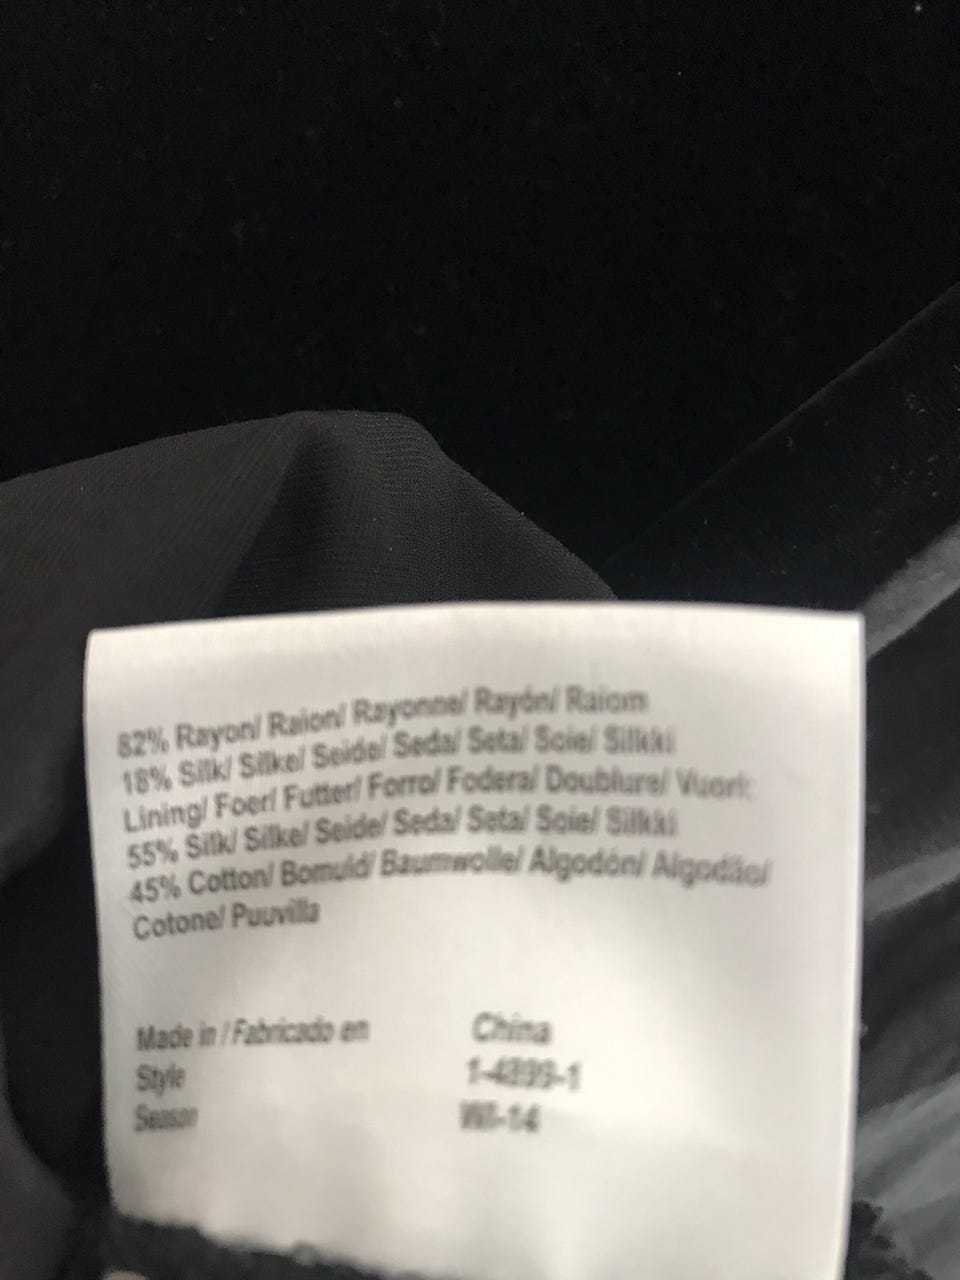 82% Rayon/ Raion/ Rayonne/ Rayón/ Raiom
18% Silk/ Silke/ Seide/ Seda/ Seta/ Soie/ Silkki
Lining/ Foer/ Futter/ Forro/ Fodera/ Doublure/ Vuori:
55% Silk/ Silke/ Seide/ Seda/ Seta/ Soie/ Silkki
45% Cotton/ Bomuld/ Baumwolle/ Algodón/ Algodão/
Cotone/ Puuvilla
Made in / Fabricado en China
Style 1-4899-1
Season WI-14